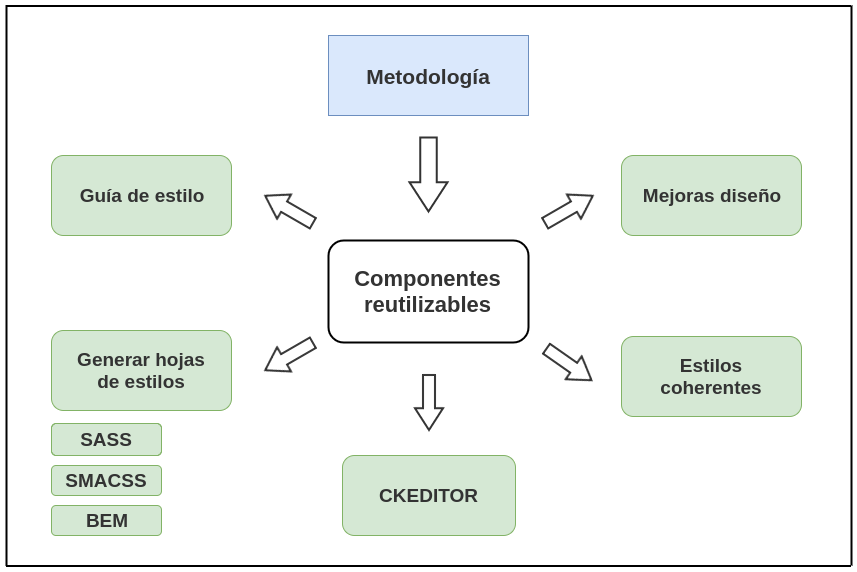 Metodología
Guía de estilo
Mejoras diseño
Componentes
reutilizables
Generar hojas
de estilos
Estilos
coherentes
SASS
SMACSS
BEM
CKEDITOR